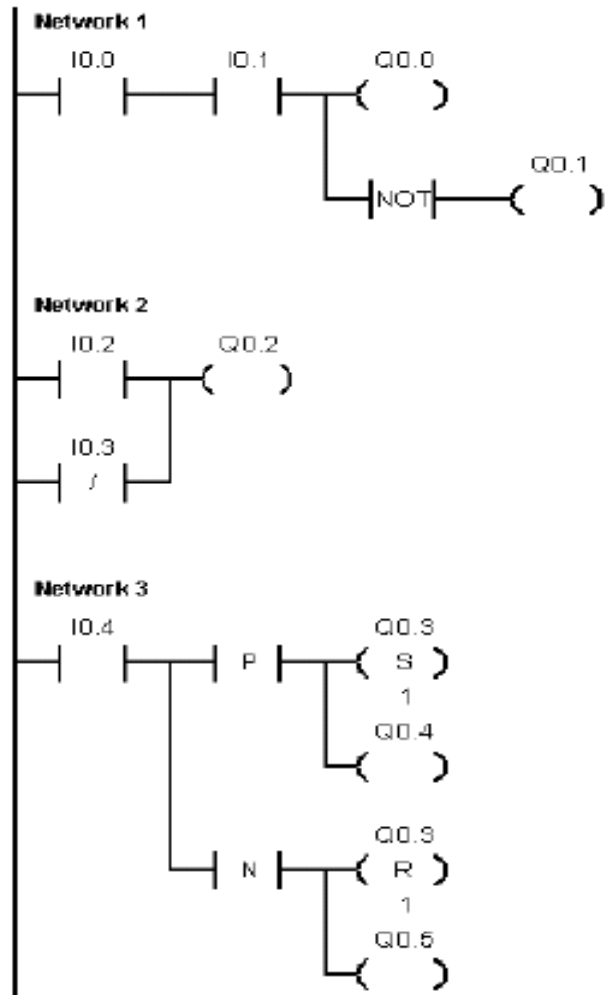 Network 1
I0.0 I0.1 Q0.0
Q0.1
NOT
Network 2
I0.2 Q0.2
I0.3
/
Network 3
I0.4 Q0.3
P S
1
Q0.4
Q0.3
N R
1
Q0.5